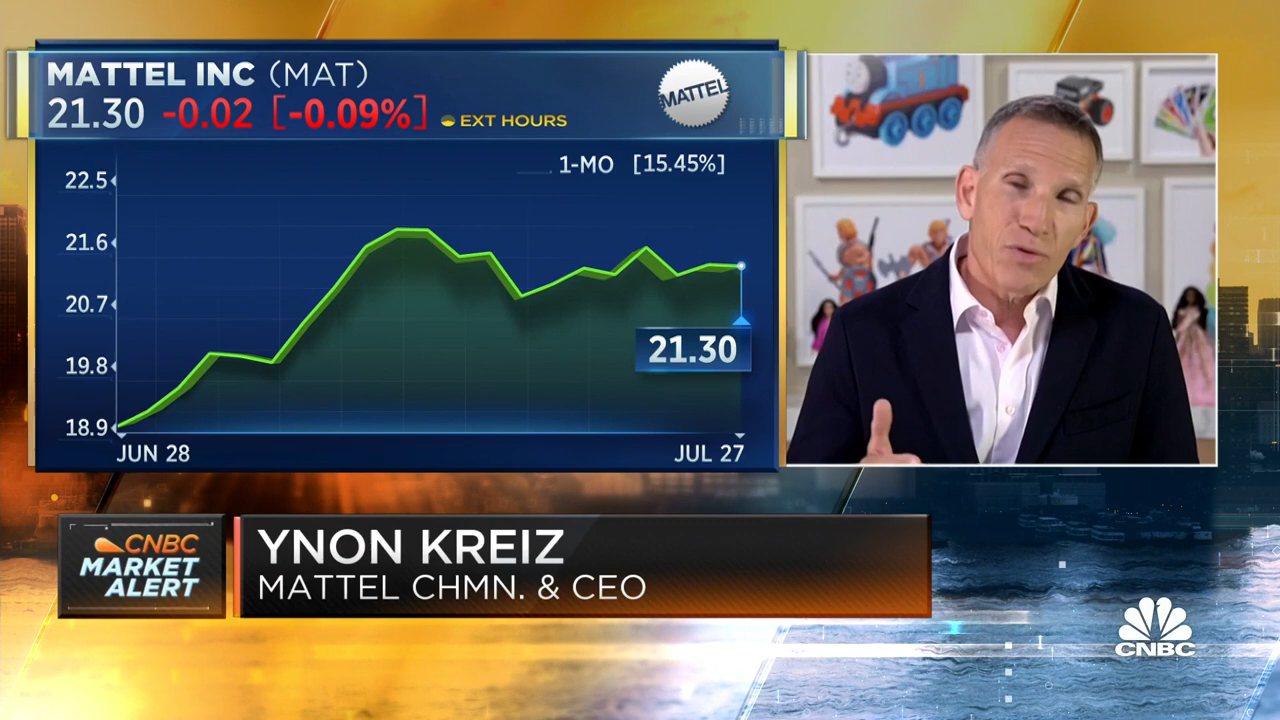 MATTEL INC (MAT)
21.30 -0.02 [-0.09%] EXT HOURS
MATTEL
1-MO [15.45%]
22.5
21.6
20.7
19.8
18.9
21.30
JUN 28 JUL 27
CNBC
MARKET
ALERT
YNON KREIZ
MATTEL CHMN. & CEO
CNBC